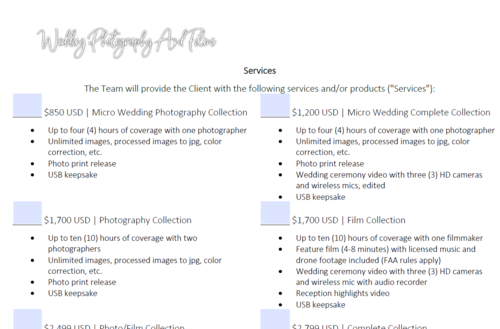 Wedding Photography And Films
Services
The Team will provide the Client with the following services and/or products ("Services"):
$850 USD | Micro Wedding Photography Collection
• Up to four (4) hours of coverage with one photographer
• Unlimited images, processed images to jpg, color
correction, etc.
• Photo print release
• USB keepsake
$1,200 USD | Micro Wedding Complete Collection
• Up to four (4) hours of coverage with one photographer
• Unlimited images, processed images to jpg, color
correction, etc.
• Photo print release
• Wedding ceremony video with three (3) HD cameras
and wireless mics, edited
• USB keepsake
$1,700 USD | Photography Collection
• Up to ten (10) hours of coverage with two
photographers
• Unlimited images, processed images to jpg, color
correction, etc.
• Photo print release
• USB keepsake
$1,700 USD | Film Collection
• Up to ten (10) hours of coverage with one filmmaker
• Feature film (4-8 minutes) with licensed music and
drone footage included (FAA rules apply)
• Wedding ceremony video with three (3) HD cameras
and wireless mic with audio recorder
• Reception highlights video
• USB keepsake
$2,499 USD | Photo/Film Collection
$2,799 USD | Complete Collection